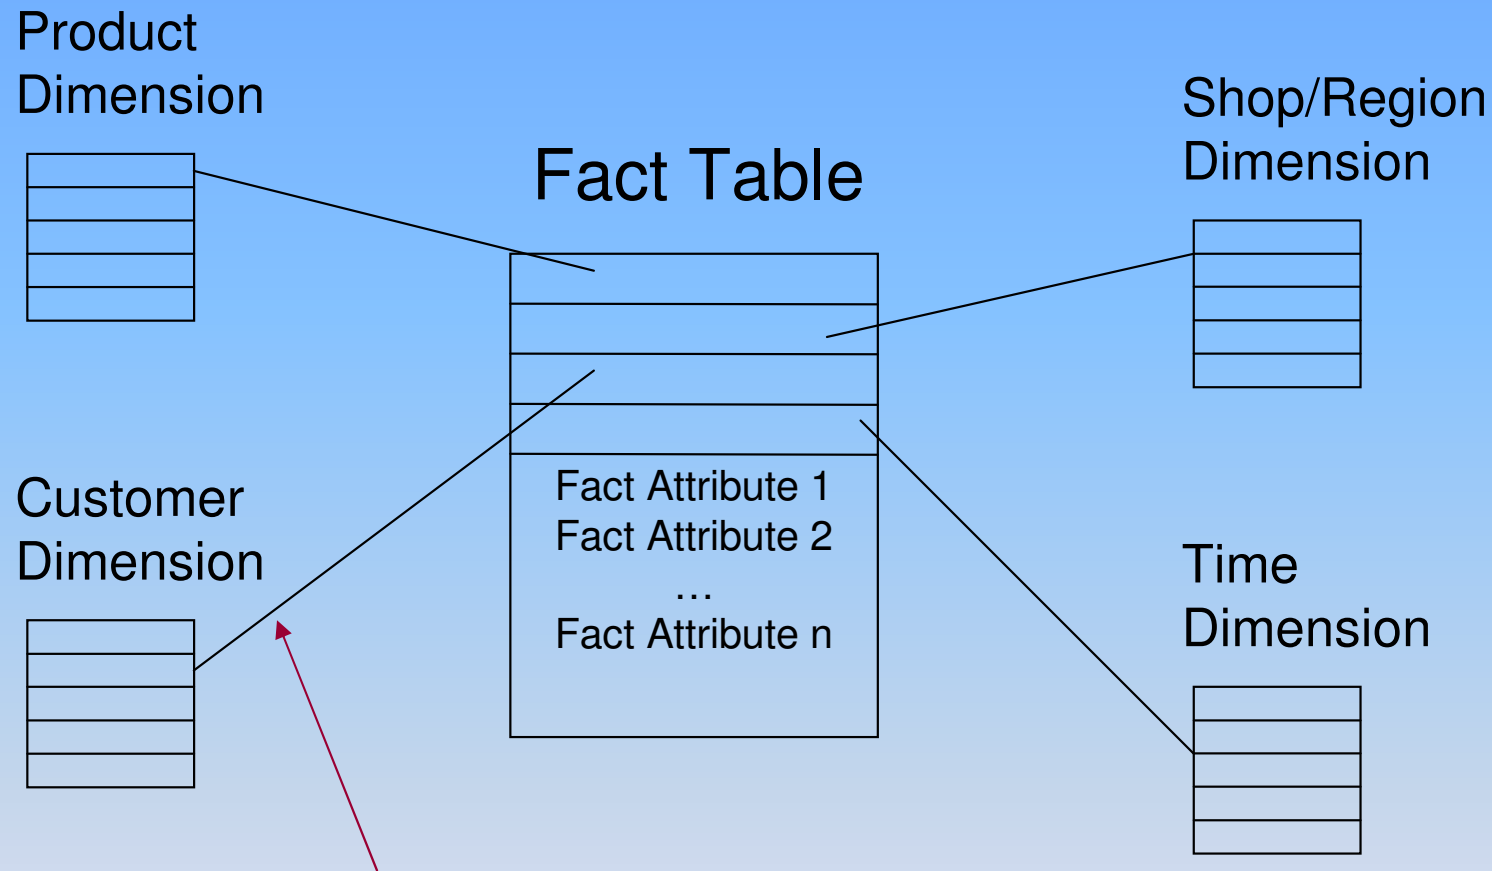 Product
Dimension
Shop/Region
Dimension
Fact Table
Fact Attribute 1
Fact Attribute 2
...
Fact Attribute n
Customer
Dimension
Time
Dimension